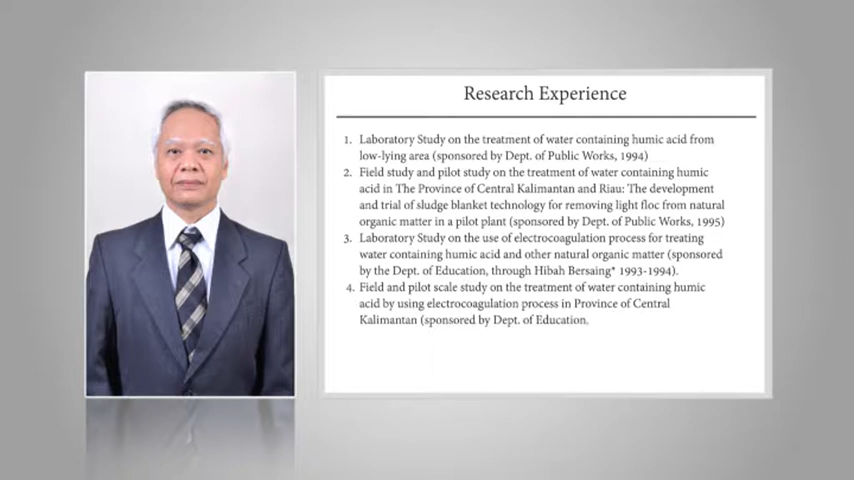 Research Experience
1. Laboratory Study on the treatment of water containing humic acid from
low-lying area (sponsored by Dept. of Public Works, 1994)
2. Field study and pilot study on the treatment of water containing humic
acid in The Province of Central Kalimantan and Riau: The development
and trial of sludge blanket technology for removing light floc from natural
organic matter in a pilot plant (sponsored by Dept. of Public Works, 1995)
3. Laboratory Study on the use of electrocoagulation process for treating
water containing humic acid and other natural organic matter (sponsored
by the Dept. of Education, through Hibah Bersaing* 1993-1994).
4. Field and pilot scale study on the treatment of water containing humic
acid by using electrocoagulation process in Province of Central
Kalimantan (sponsored by Dept. of Education.